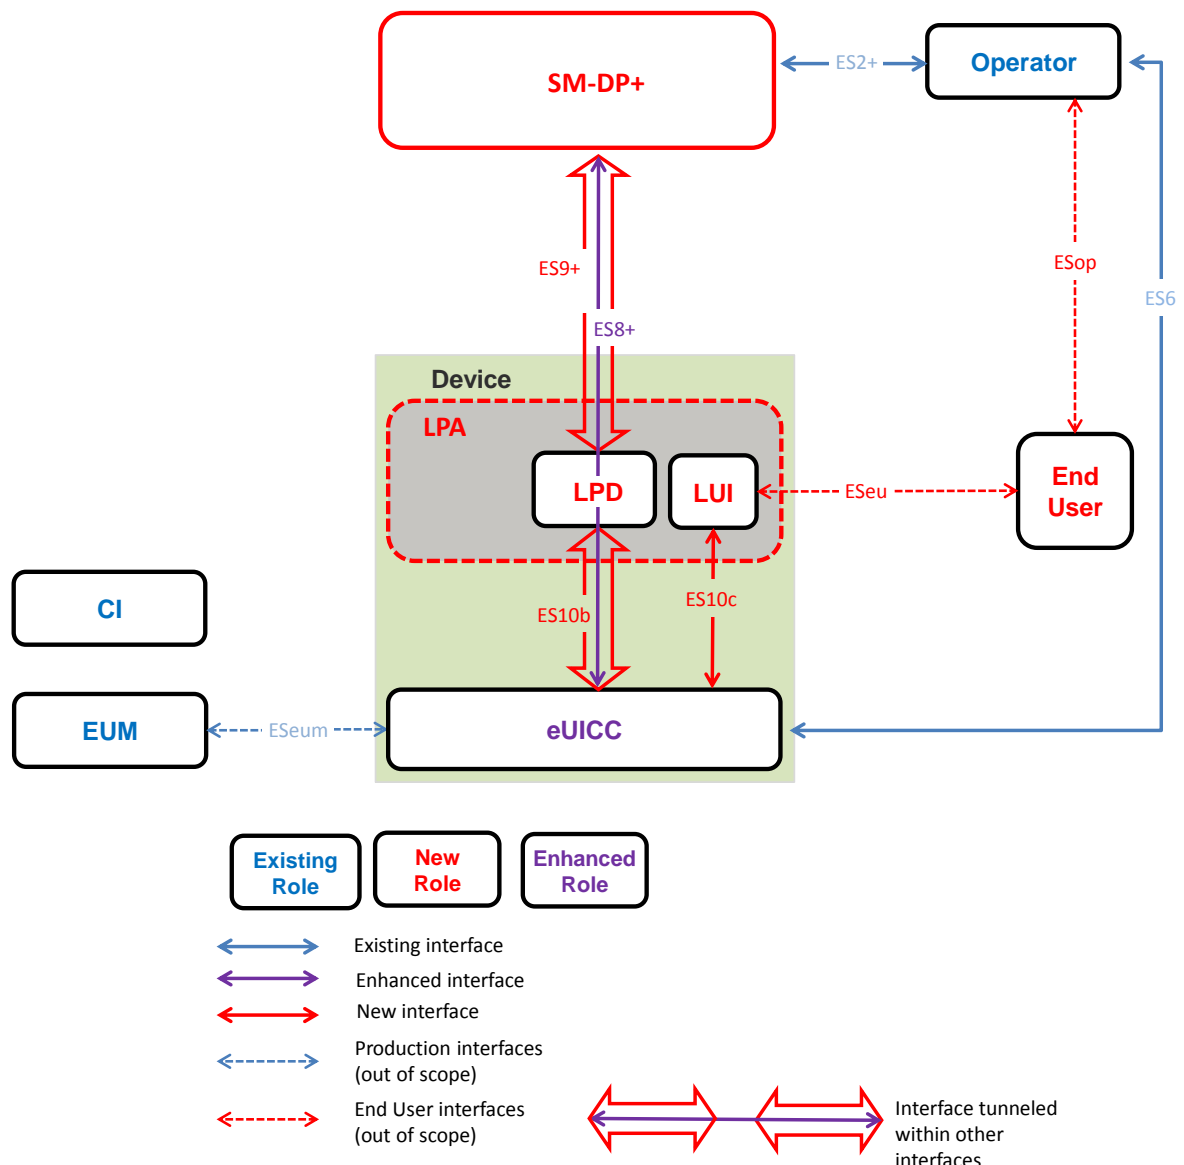 SM-DP+
ES2+
Operator
ES9+
ESop
ES6
ES8+
Device
LPA
LPD
LUI
ESeu
End
User
CI
ES10b
ES10c
EUM
ESeum
eUICC
Existing
Role
New
Role
Enhanced
Role
Existing interface
Enhanced interface
New interface
Production interfaces
(out of scope)
End User interfaces
(out of scope)
Interface tunneled
within other
interfaces